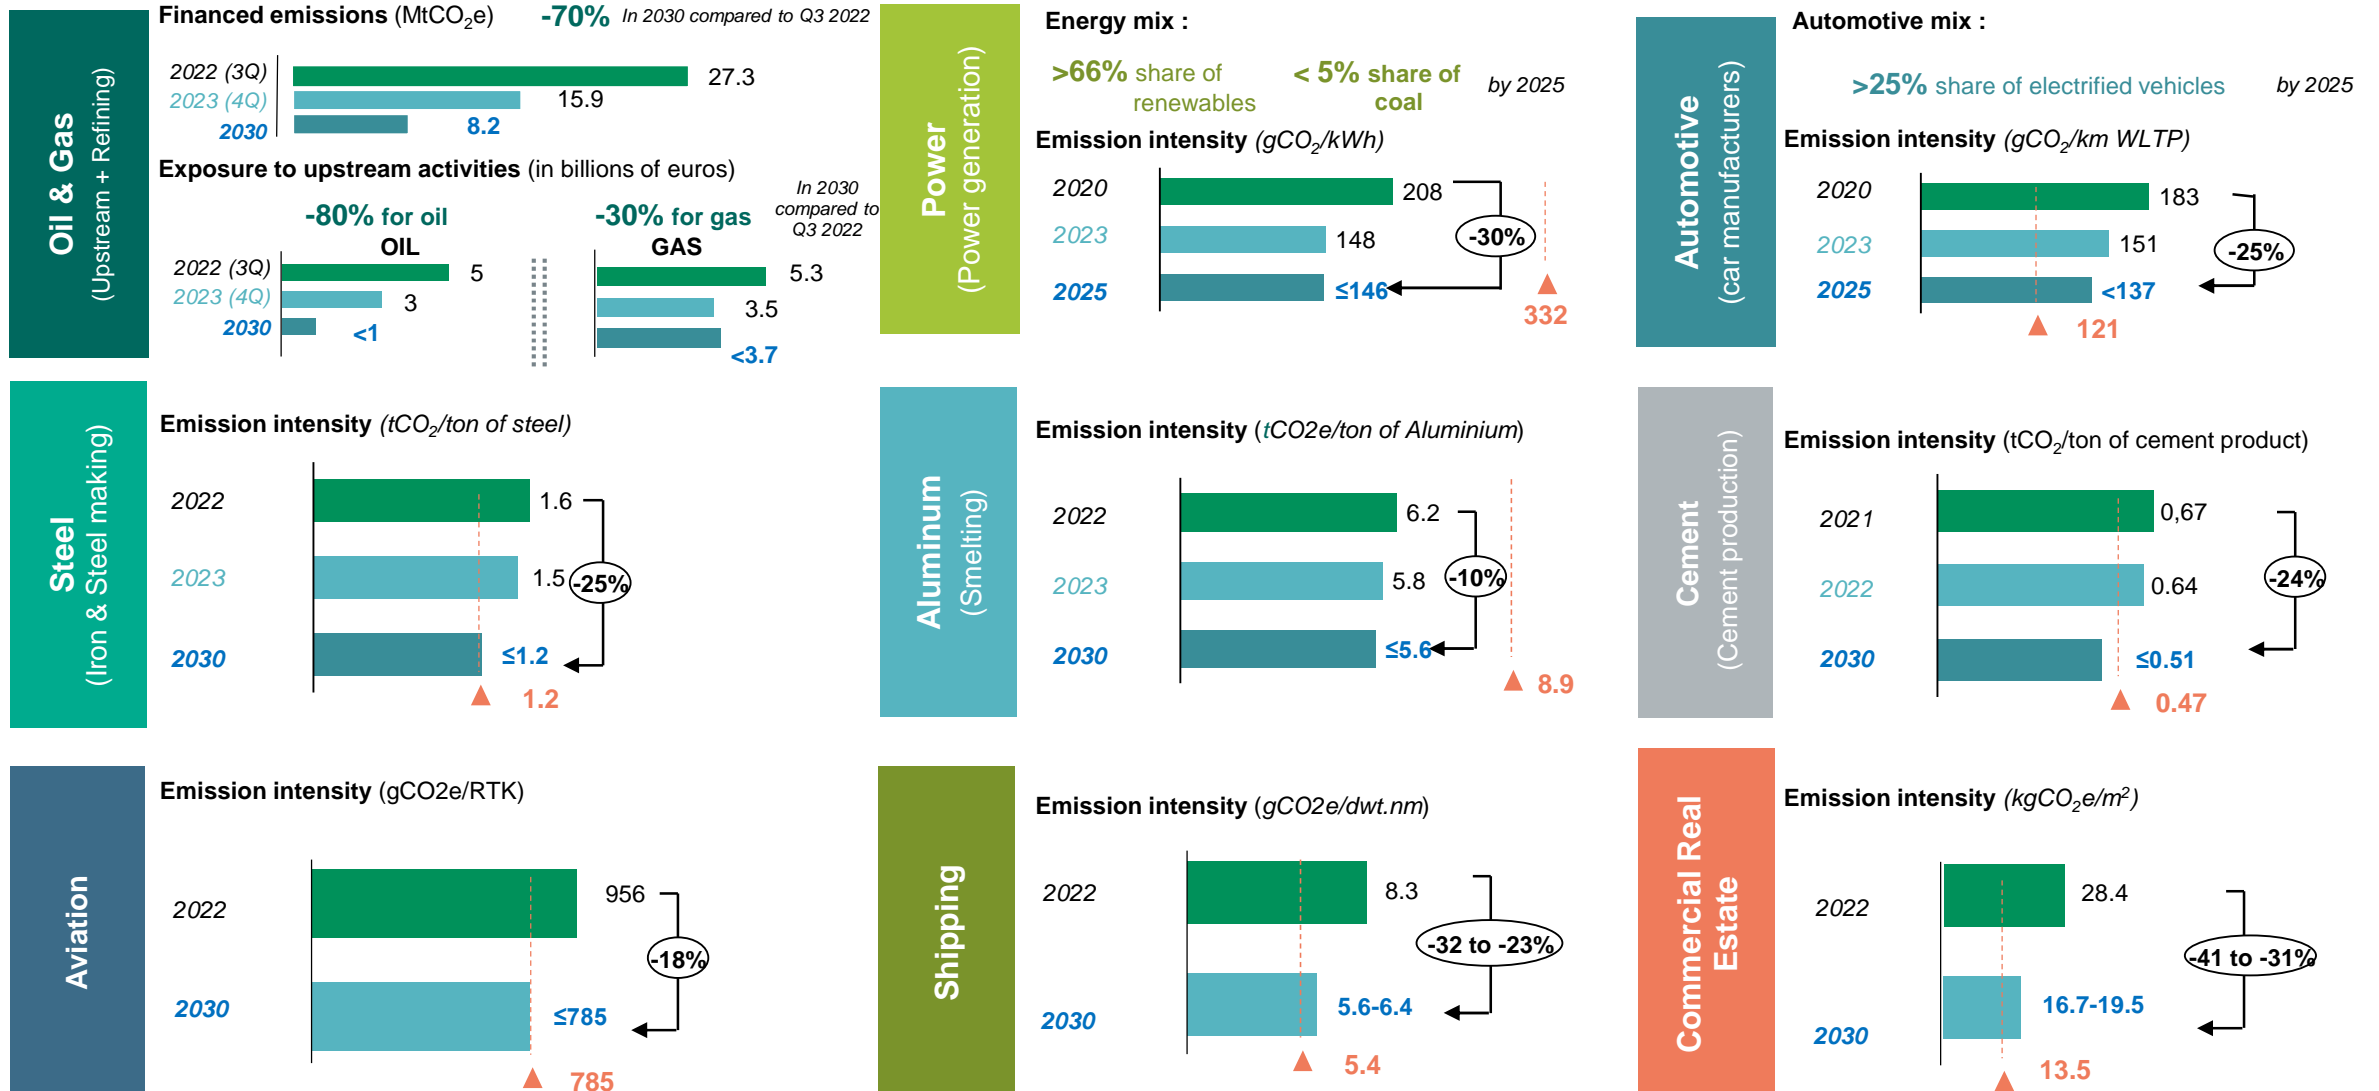 Oil & Gas
(Upstream + Refining)
Financed emissions (MtCO₂e)
-70% In 2030 compared to Q3 2022
2022 (3Q)
27.3
2023 (4Q)
15.9
2030
8.2
Exposure to upstream activities (in billions of euros)
In 2030
compared to
Q3 2022
-80% for oil
-30% for gas
OIL
GAS
2022 (3Q)
5
5.3
2023 (4Q)
3
3.5
2030
<1
<3.7
Power
(Power generation)
Energy mix :
>66% share of
renewables
< 5% share of
coal
by 2025
Emission intensity (gCO₂/kWh)
2020
208
2023
148
-30%
2025
≤146
332
Automotive
(car manufacturers)
Automotive mix :
>25% share of electrified vehicles
by 2025
Emission intensity (gCO₂/km WLTP)
2020
183
2023
151
-25%
2025
<137
121
Steel
(Iron & Steel making)
Emission intensity (tCO₂/ton of steel)
2022
1.6
2023
1.5
-25%
2030
≤1.2
1.2
Aluminum
(Smelting)
Emission intensity (tCO2e/ton of Aluminium)
2022
6.2
2023
5.8
-10%
2030
≤5.6
8.9
Cement
(Cement production)
Emission intensity (tCO₂/ton of cement product)
2021
0,67
2022
0.64
-24%
2030
≤0.51
0.47
Aviation
Emission intensity (gCO2e/RTK)
2022
956
-18%
2030
≤785
785
Shipping
Emission intensity (gCO2e/dwt.nm)
2022
8.3
-32 to -23%
2030
5.6-6.4
5.4
Commercial Real
Estate
Emission intensity (kgCO₂e/m²)
2022
28.4
-41 to -31%
2030
16.7-19.5
13.5